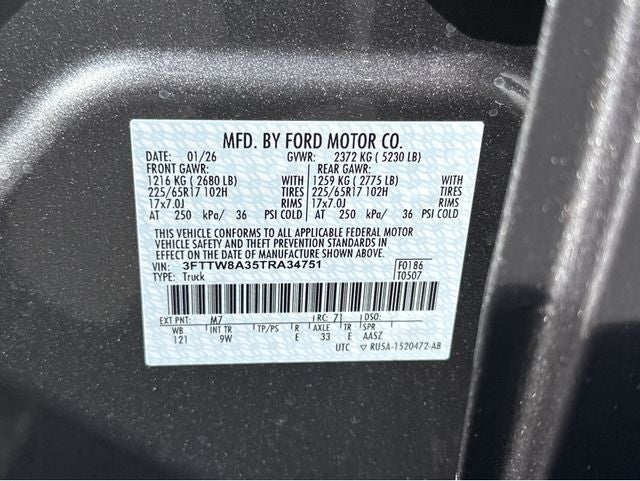 MFD. BY FORD MOTOR CO.
DATE: 01/26 GVWR: 2372 KG ( 5230 LB)
FRONT GAWR: REAR GAWR:
1216 KG ( 2680 LB) WITH 1259 KG ( 2775 LB) WITH
225/65R17 102H TIRES 225/65R17 102H TIRES
17x7.0J RIMS 17x7.0J RIMS
AT 250 kPa/ 36 PSI COLD AT 250 kPa/ 36 PSI COLD
THIS VEHICLE CONFORMS TO ALL APPLICABLE FEDERAL MOTOR
VEHICLE SAFETY AND THEFT PREVENTION STANDARDS IN
EFFECT ON THE DATE OF MANUFACTURE SHOWN ABOVE.
VIN: 3FTTW8A35TRA34751 F0186
TYPE: Truck T0507
EXT PNT: M7 RC: 71 DSO:
WB INT TR TP/PS R AXLE TR SPR
121 9W E 33 E AASZ
UTC ▽ RU5A-1520472-AB